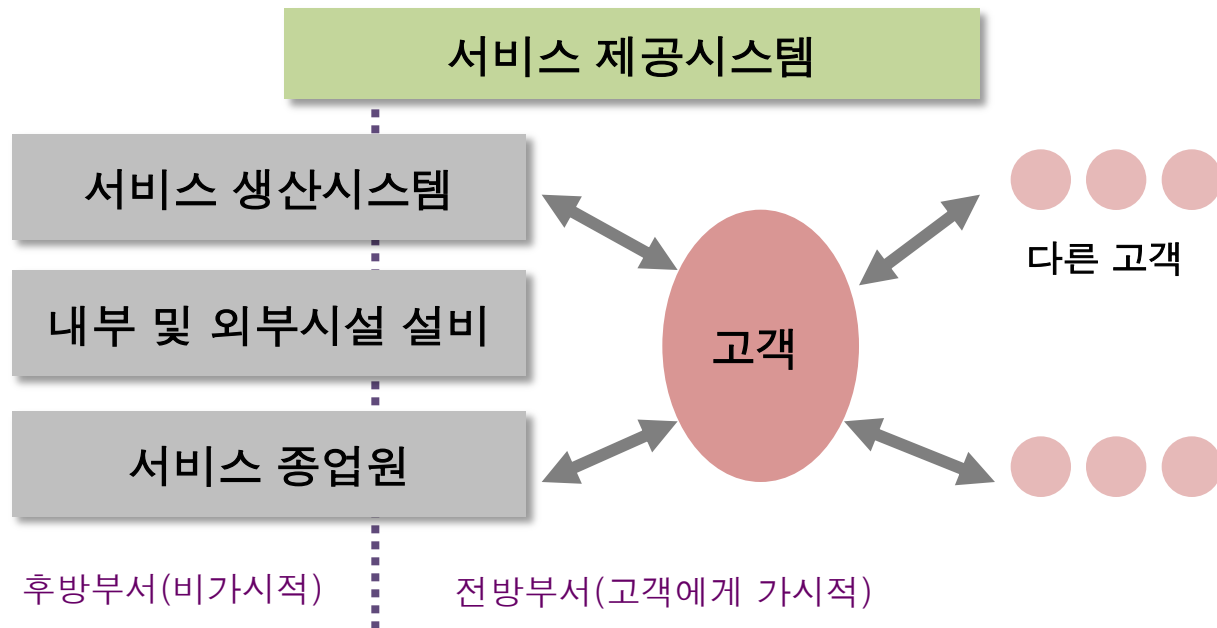 서비스 제공시스템
서비스 생산시스템
다른 고객
내부 및 외부시설 설비
고객
서비스 종업원
후방부서(비가시적)
전방부서(고객에게 가시적)